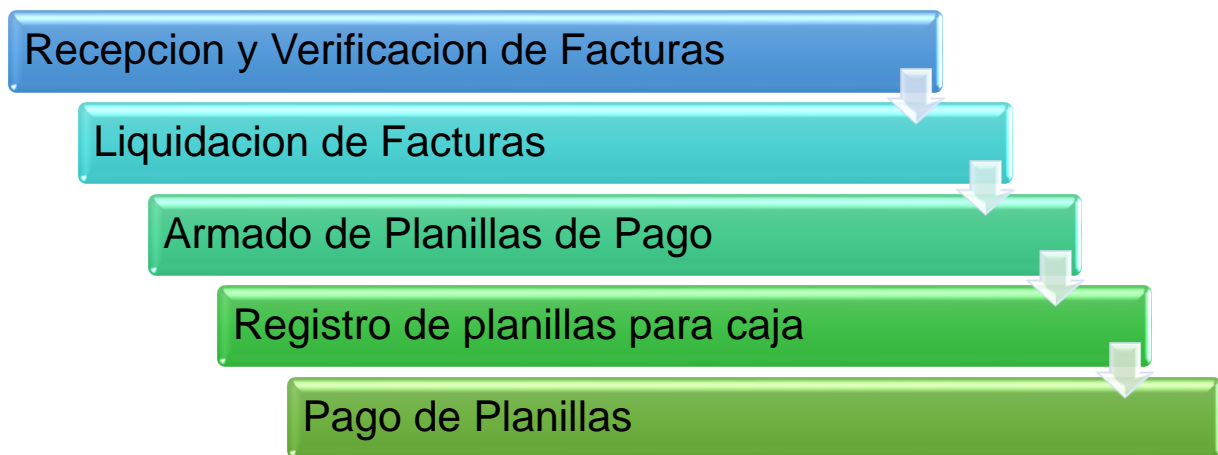 Recepcion y Verificacion de Facturas
Liquidacion de Facturas
Armado de Planillas de Pago
Registro de planillas para caja
Pago de Planillas